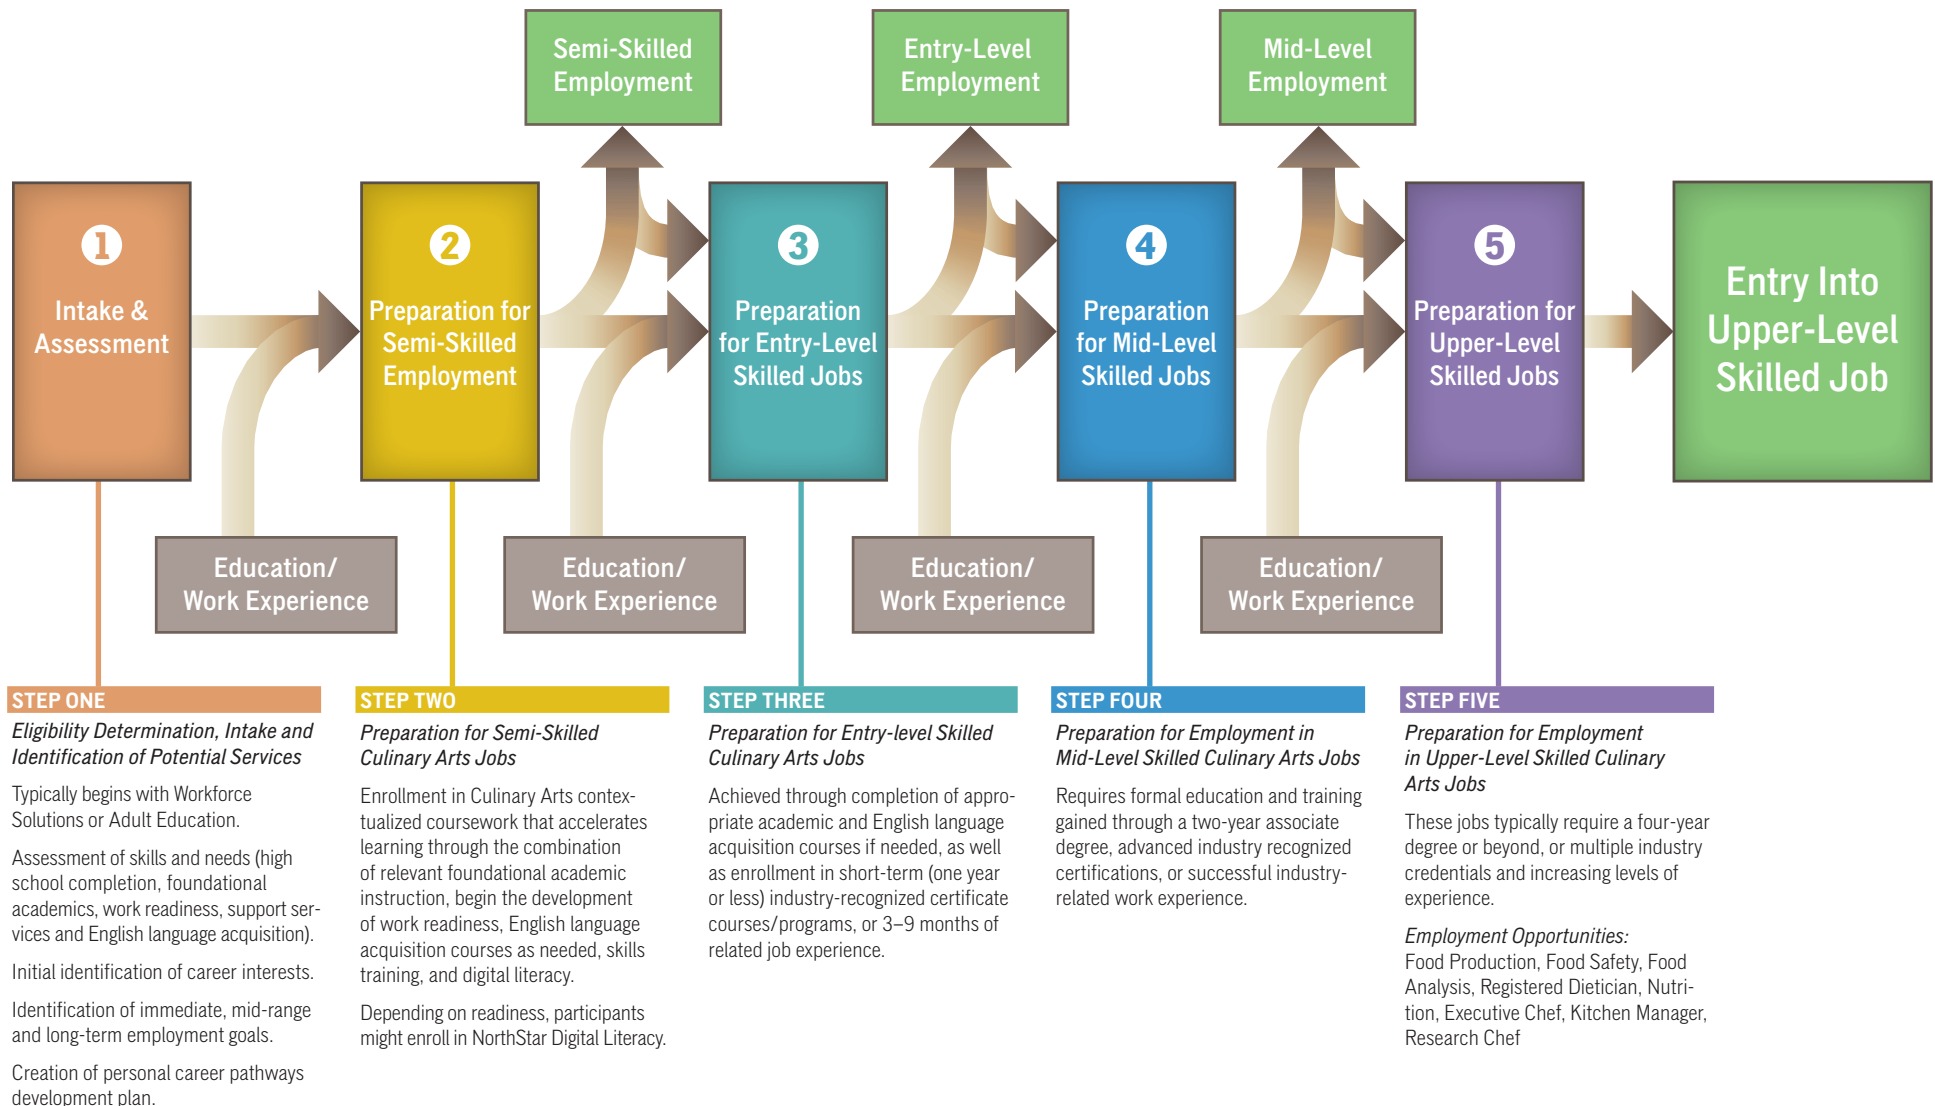 Semi-Skilled
Employment
Entry-Level
Employment
Mid-Level
Employment
1
Intake &
Assessment
2
Preparation for
Semi-Skilled
Employment
3
Preparation
for Entry-Level
Skilled Jobs
4
Preparation
for Mid-Level
Skilled Jobs
5
Preparation for
Upper-Level
Skilled Jobs
Entry Into
Upper-Level
Skilled Job
Education/
Work Experience
Education/
Work Experience
Education/
Work Experience
Education/
Work Experience
STEP ONE
Eligibility Determination, Intake and
Identification of Potential Services
Typically begins with Workforce
Solutions or Adult Education.
Assessment of skills and needs (high
school completion, foundational
academics, work readiness, support ser-
vices and English language acquisition).
Initial identification of career interests.
Identification of immediate, mid-range
and long-term employment goals.
Creation of personal career pathways
development plan.
STEP TWO
Preparation for Semi-Skilled
Culinary Arts Jobs
Enrollment in Culinary Arts contex-
tualized coursework that accelerates
learning through the combination
of relevant foundational academic
instruction, begin the development
of work readiness, English language
acquisition courses as needed, skills
training, and digital literacy.
Depending on readiness, participants
might enroll in NorthStar Digital Literacy.
STEP THREE
Preparation for Entry-level Skilled
Culinary Arts Jobs
Achieved through completion of appro-
priate academic and English language
acquisition courses if needed, as well
as enrollment in short-term (one year
or less) industry-recognized certificate
courses/programs, or 3–9 months of
related job experience.
STEP FOUR
Preparation for Employment in
Mid-Level Skilled Culinary Arts Jobs
Requires formal education and training
gained through a two-year associate
degree, advanced industry recognized
certifications, or successful industry-
related work experience.
STEP FIVE
Preparation for Employment
in Upper-Level Skilled Culinary
Arts Jobs
These jobs typically require a four-year
degree or beyond, or multiple industry
credentials and increasing levels of
experience.
Employment Opportunities:
Food Production, Food Safety, Food
Analysis, Registered Dietician, Nutri-
tion, Executive Chef, Kitchen Manager,
Research Chef